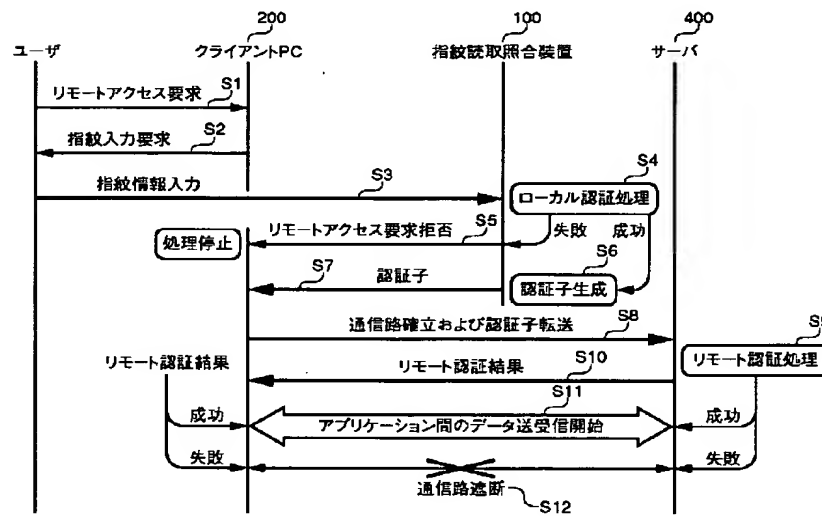 200
100
400
ユーザ
クライアントPC
指紋読取照合装置
サーバ
リモートアクセス要求
S1
指紋入力要求
S2
指紋情報入力
S3
S4
ローカル認証処理
処理停止
リモートアクセス要求拒否
S5
失敗
成功
S7
認証子
S6
認証子生成
通信路確立および認証子転送
S8
リモート認証結果
リモート認証結果
S10
リモート認証処理
S11
成功
アプリケーション間のデータ送受信開始
成功
失敗
失敗
通信路遮断
S12